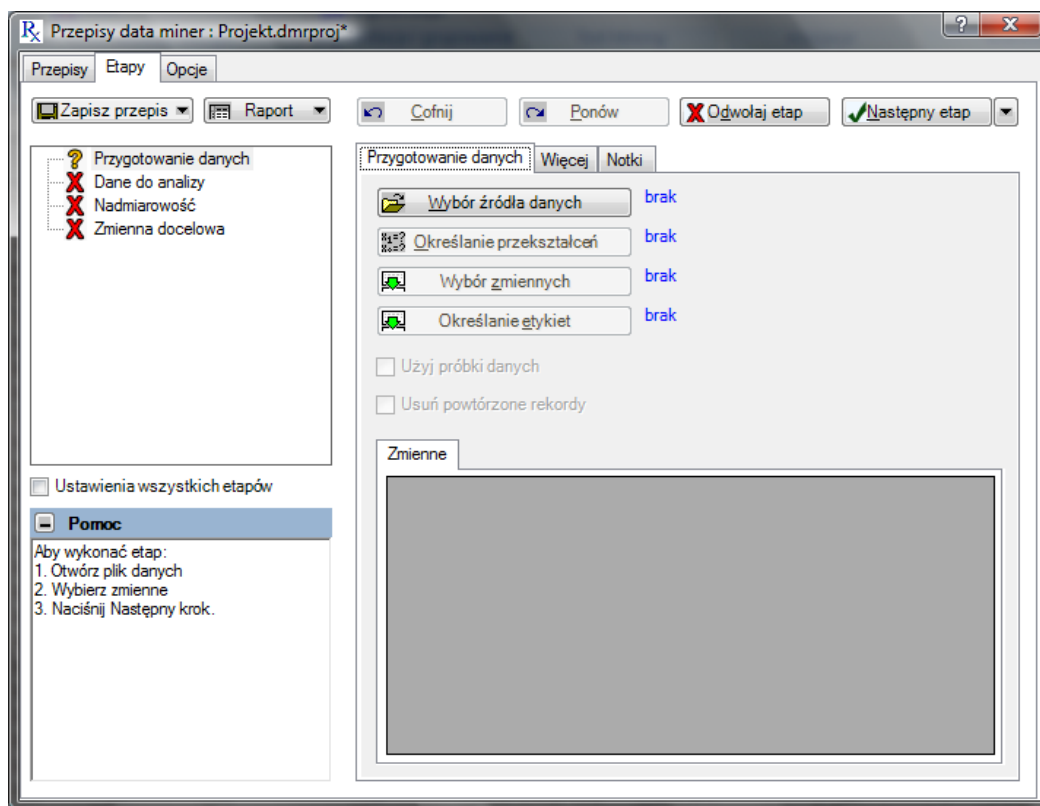 Przepisy data miner : Projekt.dmrproj*
?
X
Przepisy Etapy Opcje
Zapisz przepis Raport Cofnij Ponów Odwołaj etap Następny etap
Przygotowanie danych
Dane do analizy
Nadmiarowość
Zmienna docelowa
Ustawienia wszystkich etapów
Pomoc
Aby wykonać etap:
1. Otwórz plik danych
2. Wybierz zmienne
3. Naciśnij Następny krok.
Przygotowanie danych Więcej Notki
Wybór źródła danych brak
Określanie przekształceń brak
Wybór zmiennych brak
Określanie etykiet brak
Użyj próbki danych
Usuń powtórzone rekordy
Zmienne